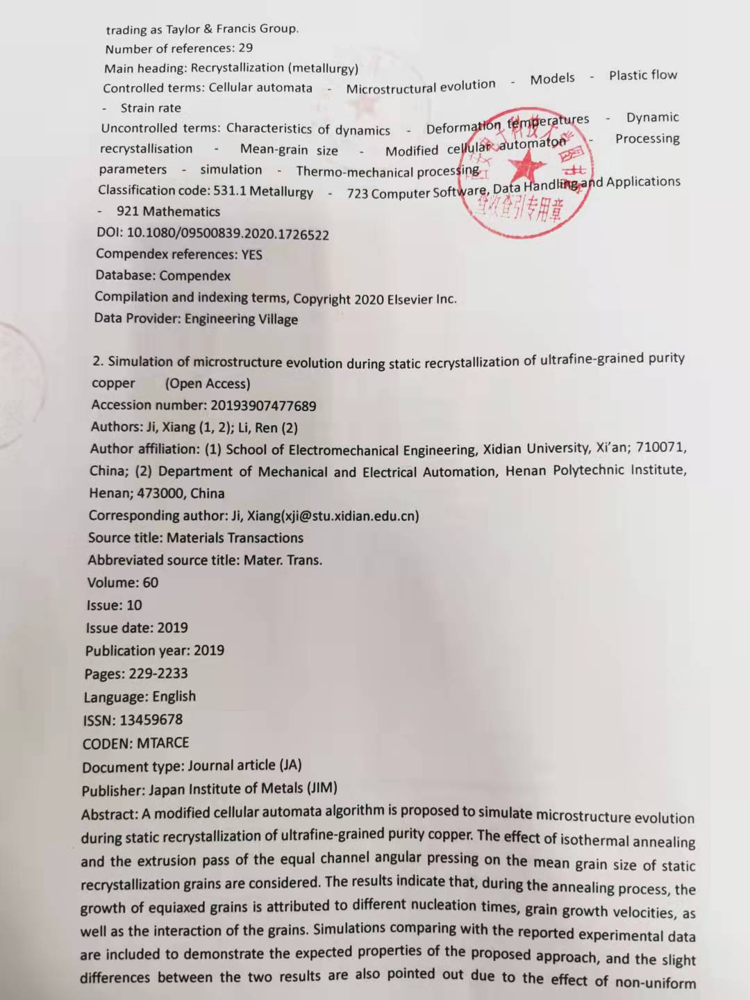 trading as Taylor & Francis Group.
Number of references: 29
Main heading: Recrystallization (metallurgy)
Controlled terms: Cellular automata - Microstructural evolution - Models - Plastic flow
- Strain rate
Uncontrolled terms: Characteristics of dynamics - Deformation temperatures - Dynamic
recrystallisation - Mean-grain size - Modified cellular automaton - Processing
parameters - simulation - Thermo-mechanical processing
Classification code: 531.1 Metallurgy - 723 Computer Software, Data Handling and Applications
- 921 Mathematics
DOI: 10.1080/09500839.2020.1726522
Compendex references: YES
Database: Compendex
Compilation and indexing terms, Copyright 2020 Elsevier Inc.
Data Provider: Engineering Village
西安电子科技大学图书馆
查收查引专用章
2. Simulation of microstructure evolution during static recrystallization of ultrafine-grained purity
copper (Open Access)
Accession number: 20193907477689
Authors: Ji, Xiang (1, 2); Li, Ren (2)
Author affiliation: (1) School of Electromechanical Engineering, Xidian University, Xi’an; 710071,
China; (2) Department of Mechanical and Electrical Automation, Henan Polytechnic Institute,
Henan; 473000, China
Corresponding author: Ji, Xiang(xji@stu.xidian.edu.cn)
Source title: Materials Transactions
Abbreviated source title: Mater. Trans.
Volume: 60
Issue: 10
Issue date: 2019
Publication year: 2019
Pages: 229-2233
Language: English
ISSN: 13459678
CODEN: MTARCE
Document type: Journal article (JA)
Publisher: Japan Institute of Metals (JIM)
Abstract: A modified cellular automata algorithm is proposed to simulate microstructure evolution
during static recrystallization of ultrafine-grained purity copper. The effect of isothermal annealing
and the extrusion pass of the equal channel angular pressing on the mean grain size of static
recrystallization grains are considered. The results indicate that, during the annealing process, the
growth of equiaxed grains is attributed to different nucleation times, grain growth velocities, as
well as the interaction of the grains. Simulations comparing with the reported experimental data
are included to demonstrate the expected properties of the proposed approach, and the slight
differences between the two results are also pointed out due to the effect of non-uniform